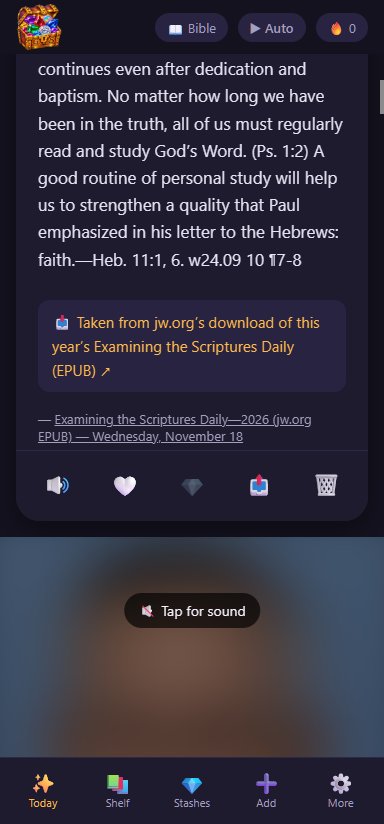 Bible
Auto
0
continues even after dedication and
baptism. No matter how long we have
been in the truth, all of us must regularly
read and study God’s Word. (Ps. 1:2) A
good routine of personal study will help
us to strengthen a quality that Paul
emphasized in his letter to the Hebrews:
faith.—Heb. 11:1, 6. w24.09 10 ¶7-8
Taken from jw.org’s download of this
year’s Examining the Scriptures Daily
(EPUB) ↗
— Examining the Scriptures Daily—2026 (jw.org
EPUB) — Wednesday, November 18
Tap for sound
Today
Shelf
Stashes
Add
More